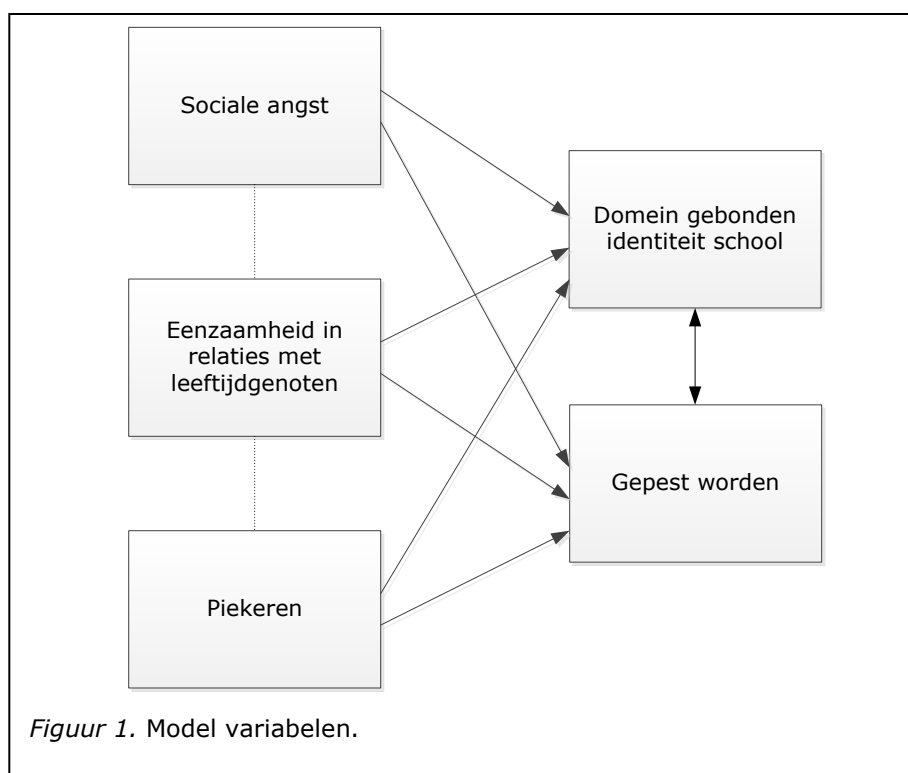 Sociale angst
Domein gebonden
identiteit school
Eenzaamheid in
relaties met
leeftijdgenoten
Gepest worden
Piekeren
Figuur 1. Model variabelen.